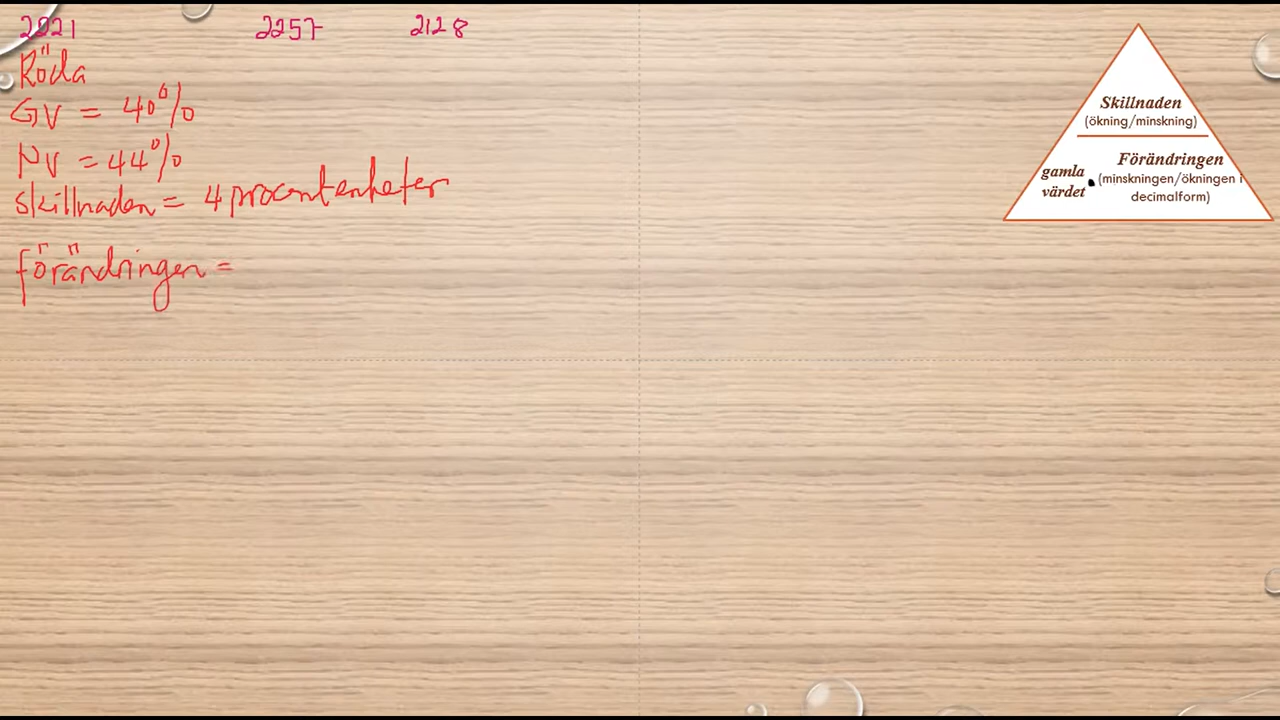 2221 2257 2128
Röda
GV = 40%
NV = 44%
skillnaden = 4 procentenheter
förändringen =
Skillnaden
(ökning/minskning)
gamla
värdet
Förändringen
(minskningen/ökningen i
decimalform)